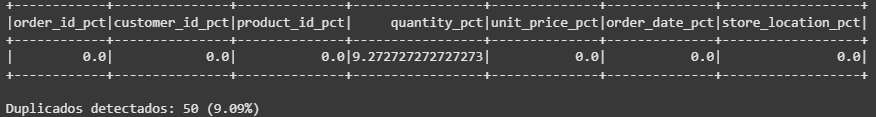 +------------+---------------+--------------+-----------------+--------------+--------------+------------------+
|order_id_pct|customer_id_pct|product_id_pct|     quantity_pct|unit_price_pct|order_date_pct|store_location_pct|
+------------+---------------+--------------+-----------------+--------------+--------------+------------------+
|         0.0|            0.0|           0.0|9.272727272727273|           0.0|           0.0|               0.0|
+------------+---------------+--------------+-----------------+--------------+--------------+------------------+
Duplicados detectados: 50 (9.09%)